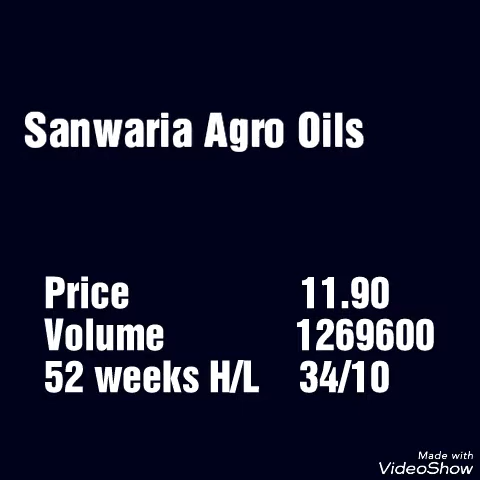 Sanwaria Agro Oils
Price 11.90
Volume 1269600
52 weeks H/L 34/10
Made with
VideoShow